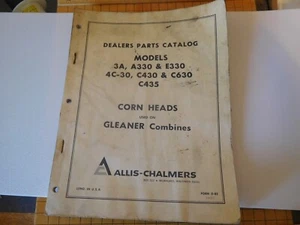 DEALERS PARTS CATALOG
MODELS
3A, A330 & E330
4C-30, C430 & C630
C435
CORN HEADS
GLEANER Combines
ALLIS-CHALMERS